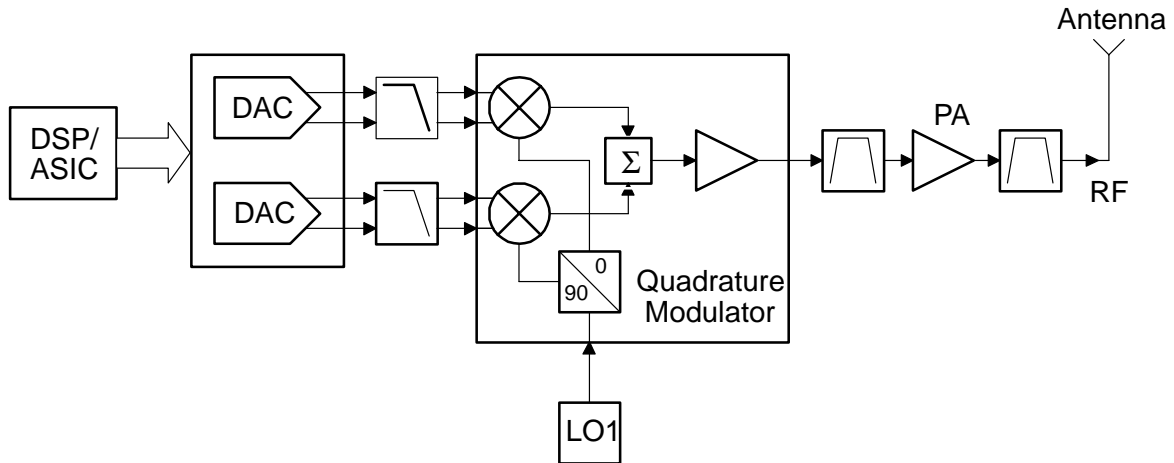 Antenna
DAC
DSP/
ASIC
PA
Σ
DAC
RF
0
90
Quadrature
Modulator
LO1